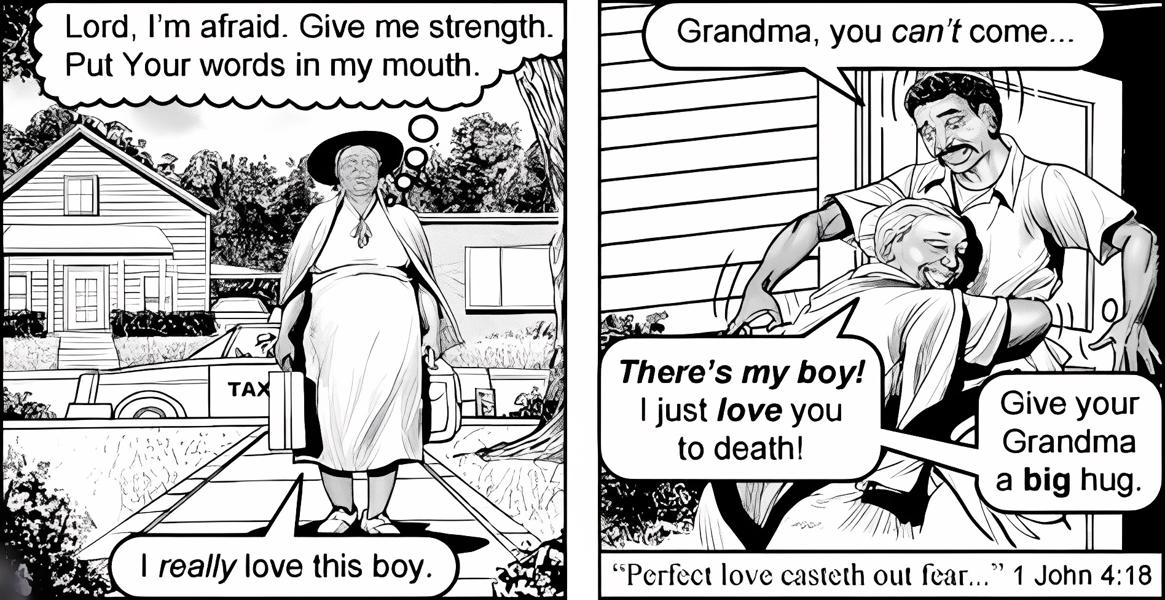 Lord, I'm afraid. Give me strength.
Put Your words in my mouth.
TAX
I really love this boy.
Grandma, you can't come...
There's my boy!
I just love you
to death!
Give your
Grandma
a big hug.
“Perfect love casteth out fear...” 1 John 4:18